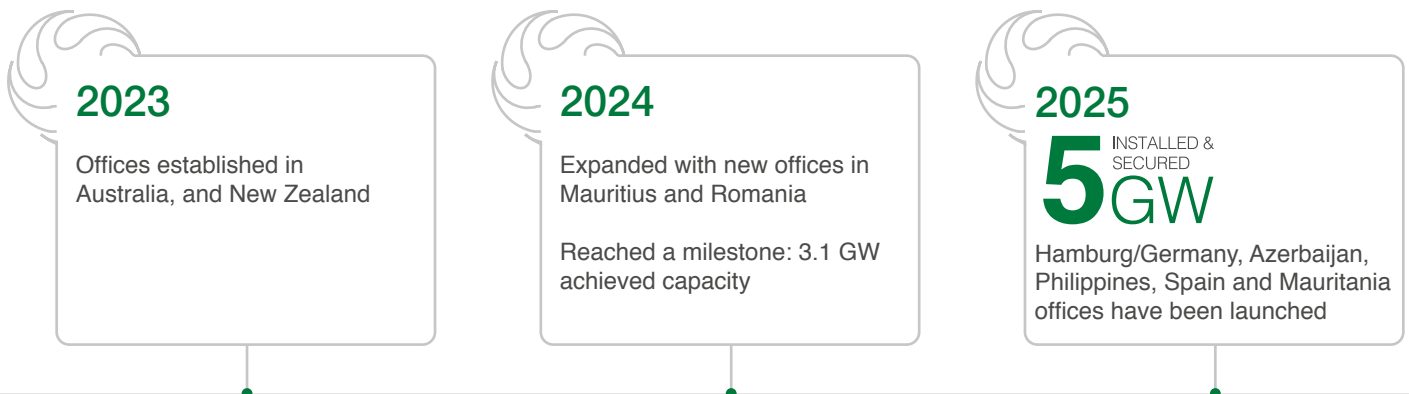 2023
Offices established in
Australia, and New Zealand
2024
Expanded with new offices in
Mauritius and Romania
Reached a milestone: 3.1 GW
achieved capacity
2025
5 INSTALLED &
SECURED
GW
Hamburg/Germany, Azerbaijan,
Philippines, Spain and Mauritania
offices have been launched